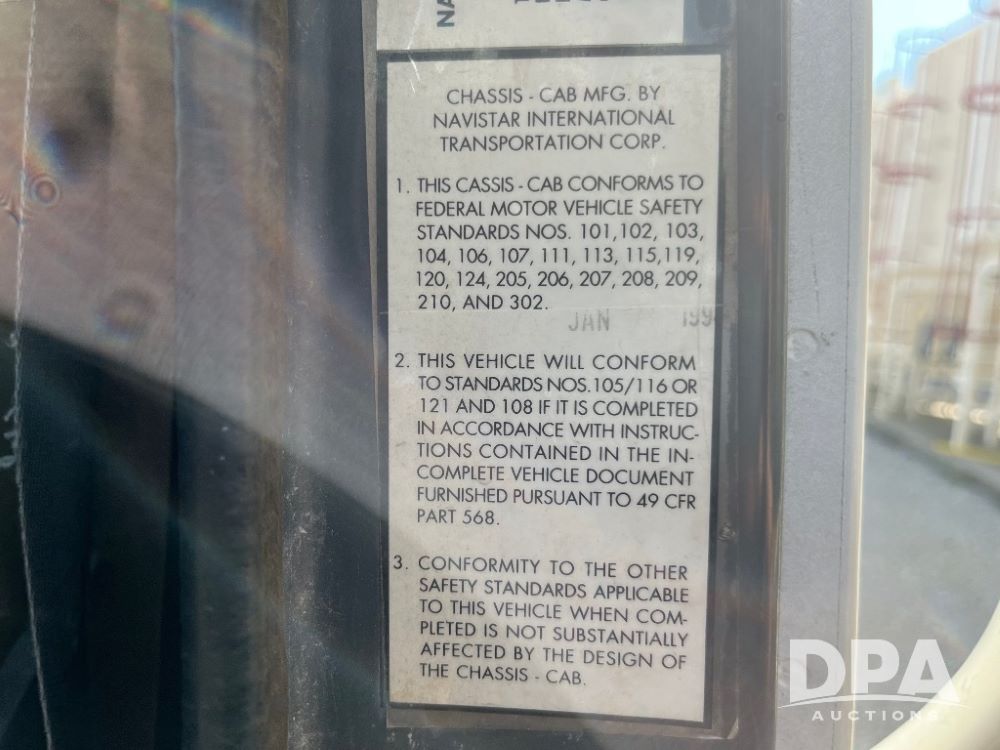 NA
CHASSIS - CAB MFG. BY
NAVISTAR INTERNATIONAL
TRANSPORTATION CORP.
1. THIS CASSIS - CAB CONFORMS TO
FEDERAL MOTOR VEHICLE SAFETY
STANDARDS NOS. 101,102, 103,
104, 106, 107, 111, 113, 115,119,
120, 124, 205, 206, 207, 208, 209,
210, AND 302.
JAN 199
2. THIS VEHICLE WILL CONFORM
TO STANDARDS NOS.105/116 OR
121 AND 108 IF IT IS COMPLETED
IN ACCORDANCE WITH INSTRUC-
TIONS CONTAINED IN THE IN-
COMPLETE VEHICLE DOCUMENT
FURNISHED PURSUANT TO 49 CFR
PART 568.
3. CONFORMITY TO THE OTHER
SAFETY STANDARDS APPLICABLE
TO THIS VEHICLE WHEN COM-
PLETED IS NOT SUBSTANTIALLY
AFFECTED BY THE DESIGN OF
THE CHASSIS - CAB.
DPA
AUCTIONS